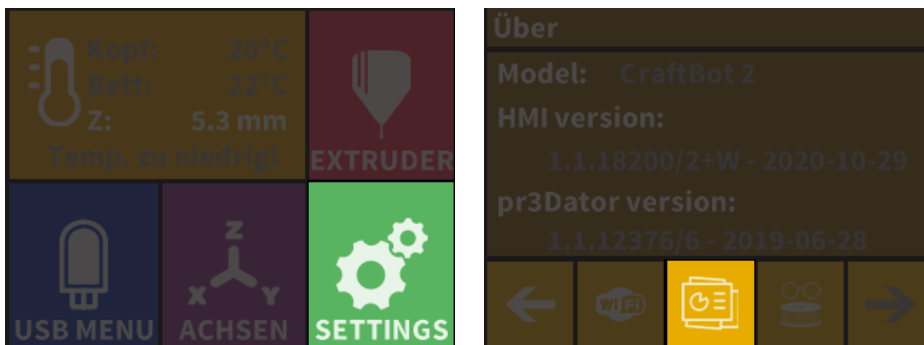 Kopf: 20°C
Bett: 22°C
Z: 5.3 mm
Temp. zu niedrig!
EXTRUDER
USB MENU
X
Y
Z
ACHSEN
SETTINGS
Über
Model: CraftBot 2
HMI version:
1.1.18200/2+W - 2020-10-29
pr3Dator version:
1.1.12376/6 - 2019-06-28
WiFi